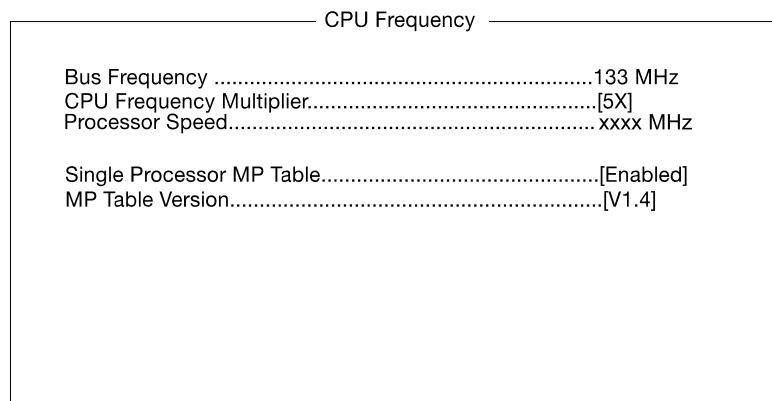 CPU Frequency
Bus Frequency ................................................................133 MHz
CPU Frequency Multiplier.................................................[5X]
Processor Speed.............................................................. xxxx MHz
Single Processor MP Table...............................................[Enabled]
MP Table Version...............................................................[V1.4]